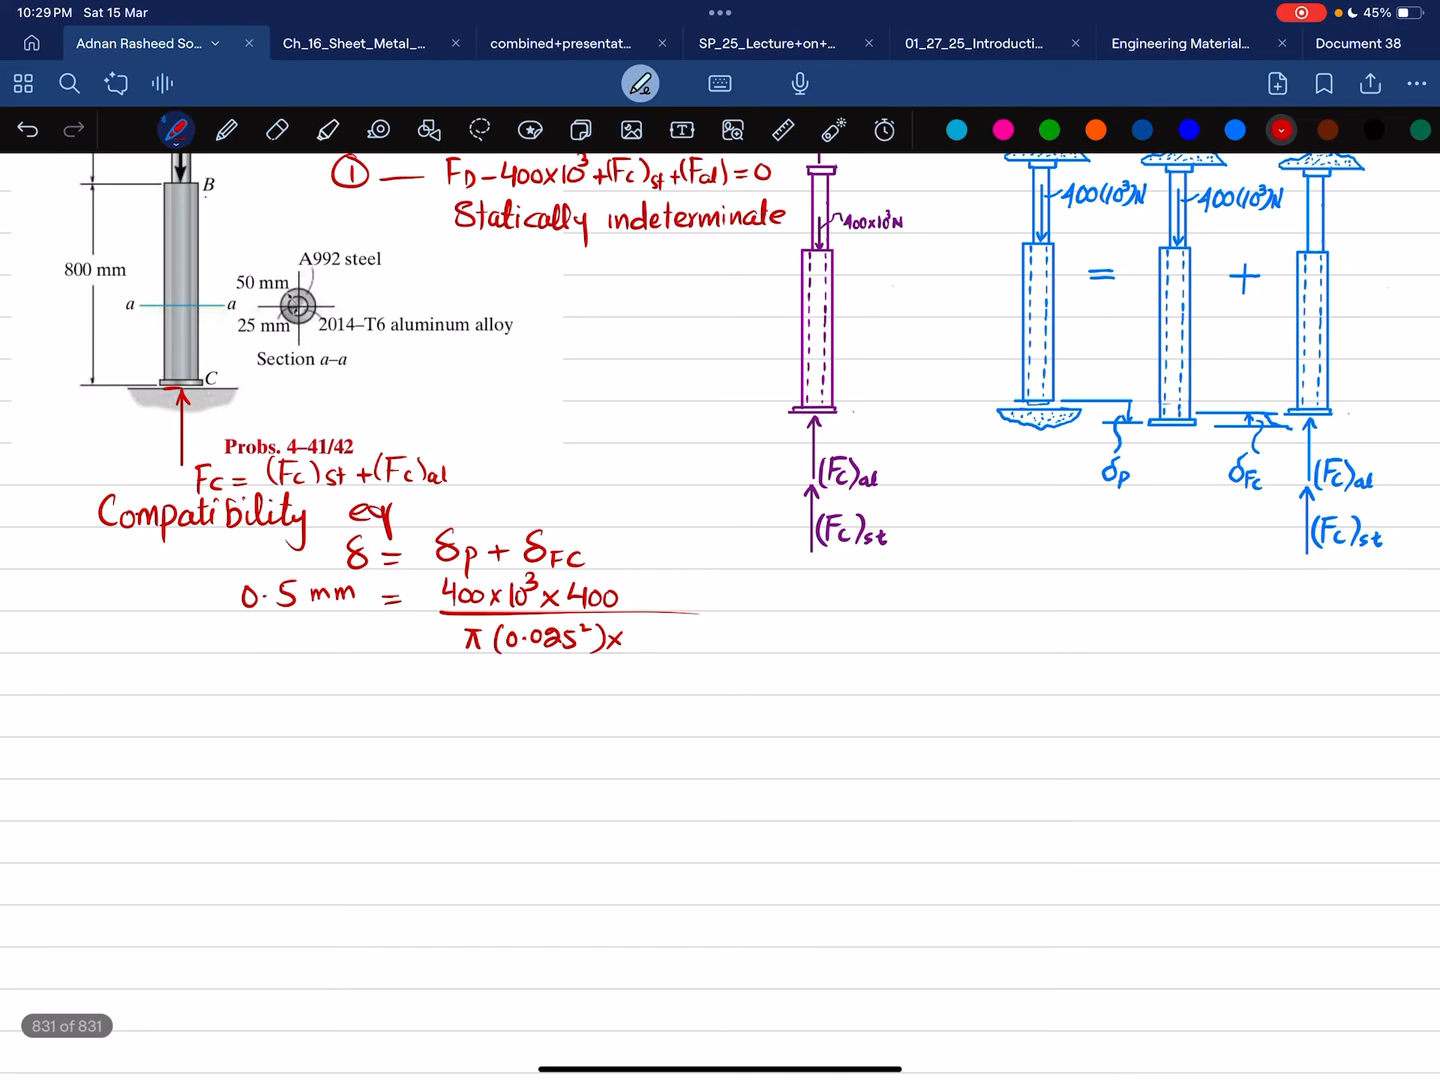 10:29 PM Sat 15 Mar
45%
Adnan Rasheed So...
Ch_16_Sheet_Metal_...
combined+presentat...
SP_25_Lecture+on+...
01_27_25_Introducti...
Engineering Material...
Document 38
① — F_D - 400×10³ + (F_C)_st + (F_al) = 0
Statically indeterminate
B
800 mm
A992 steel
50 mm
a a
25 mm
2014–T6 aluminum alloy
Section a–a
C
Probs. 4–41/42
F_C = (F_C)_st + (F_C)_al
Compatibility eq
δ = δ_P + δ_FC
0.5 mm = 400×10³ × 400
π (0.025²)×
400×10³N
(F_C)_al
(F_C)_st
400(10³)N
400(10³)N
= +
δ_P
δ_FC
(F_C)_al
(F_C)_st
831 of 831